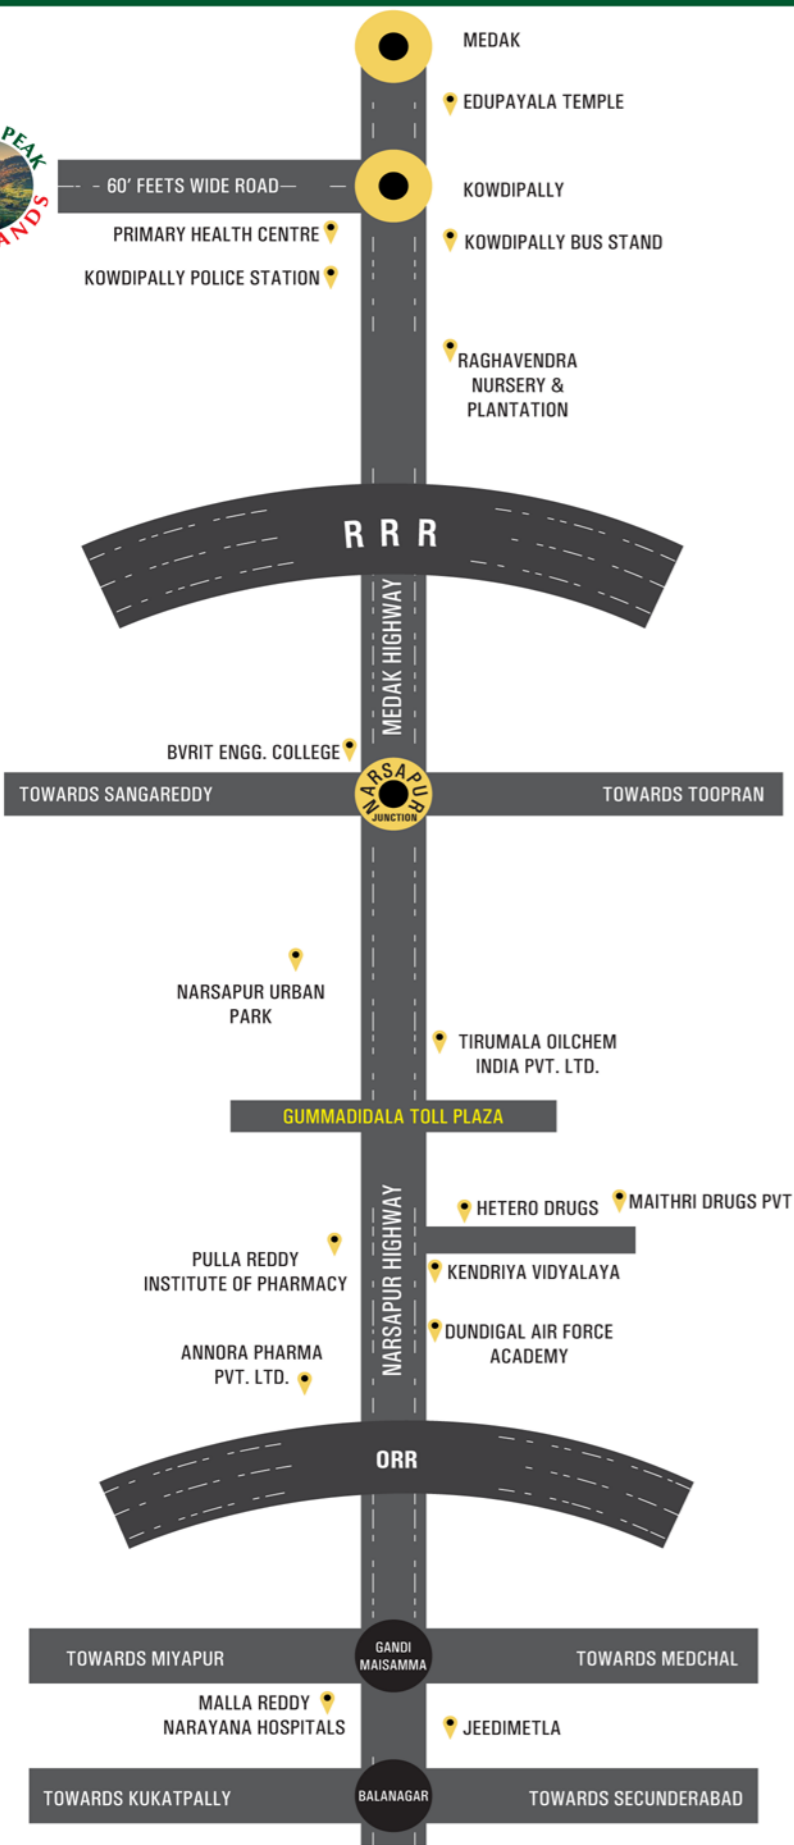 MEDAK
EDUPAYALA TEMPLE
PEAK
60' FEETS WIDE ROAD
KOWDIPALLY
PRIMARY HEALTH CENTRE
KOWDIPALLY BUS STAND
KOWDIPALLY POLICE STATION
RAGHAVENDRA
NURSERY &
PLANTATION
R R R
MEDAK HIGHWAY
BVRIT ENGG. COLLEGE
TOWARDS SANGAREDDY
NARSAPUR
JUNCTION
TOWARDS TOOPRAN
NARSAPUR URBAN
PARK
TIRUMALA OILCHEM
INDIA PVT. LTD.
GUMMADIDALA TOLL PLAZA
NARSAPUR HIGHWAY
HETERO DRUGS
MAITHRI DRUGS PVT
PULLA REDDY
INSTITUTE OF PHARMACY
KENDRIYA VIDYALAYA
DUNDIGAL AIR FORCE
ACADEMY
ANNORA PHARMA
PVT. LTD.
ORR
TOWARDS MIYAPUR
GANDI
MAISAMMA
TOWARDS MEDCHAL
MALLA REDDY
NARAYANA HOSPITALS
JEEDIMETLA
TOWARDS KUKATPALLY
BALANAGAR
TOWARDS SECUNDERABAD